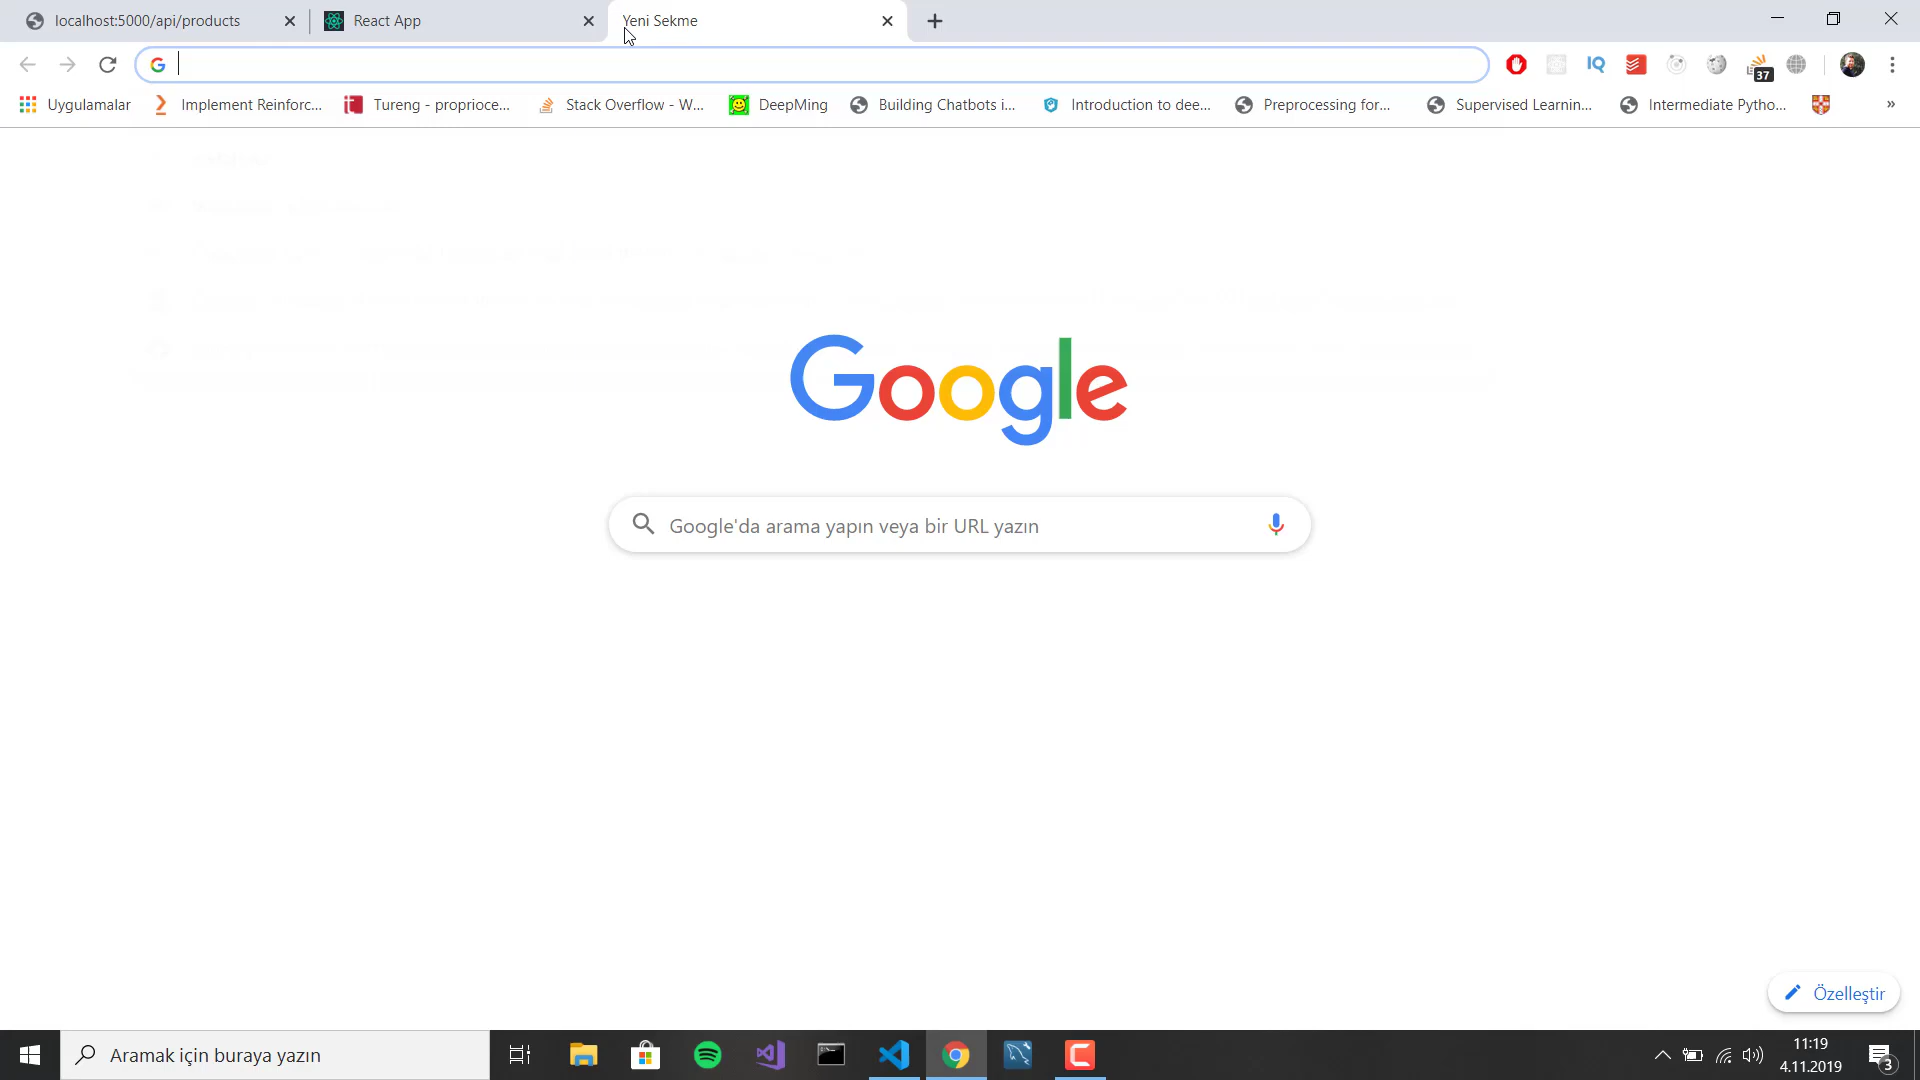 localhost:5000/api/products
React App
Yeni Sekme
IQ
37
Uygulamalar
Implement Reinforc...
Tureng - proprioce...
Stack Overflow - W...
DeepMing
Building Chatbots i...
Introduction to dee...
Preprocessing for...
Supervised Learnin...
Intermediate Pytho...
»
Google
Google'da arama yapın veya bir URL yazın
Özelleştir
Aramak için buraya yazın
11:19
4.11.2019
3